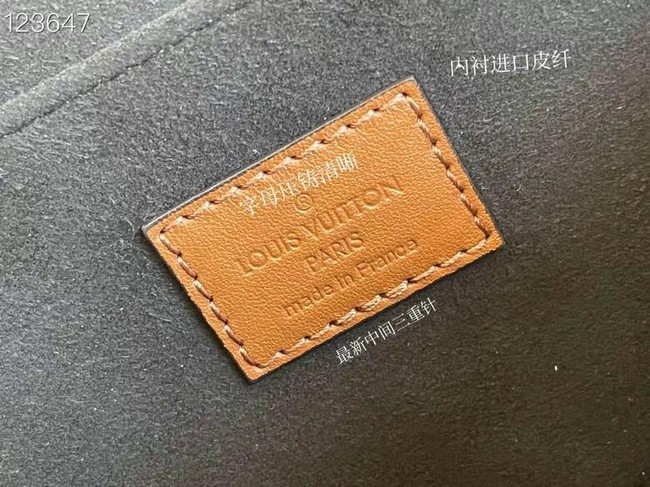 123647
内衬进口皮纤
字母压铸清晰
®
LOUIS VUITTON
PARIS
made in France
最新中间三重针